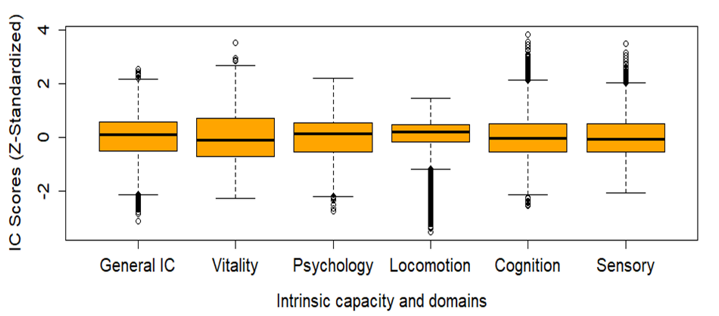 IC Scores (Z-Standardized)
4
2
0
-2
General IC Vitality Psychology Locomotion Cognition Sensory
Intrinsic capacity and domains